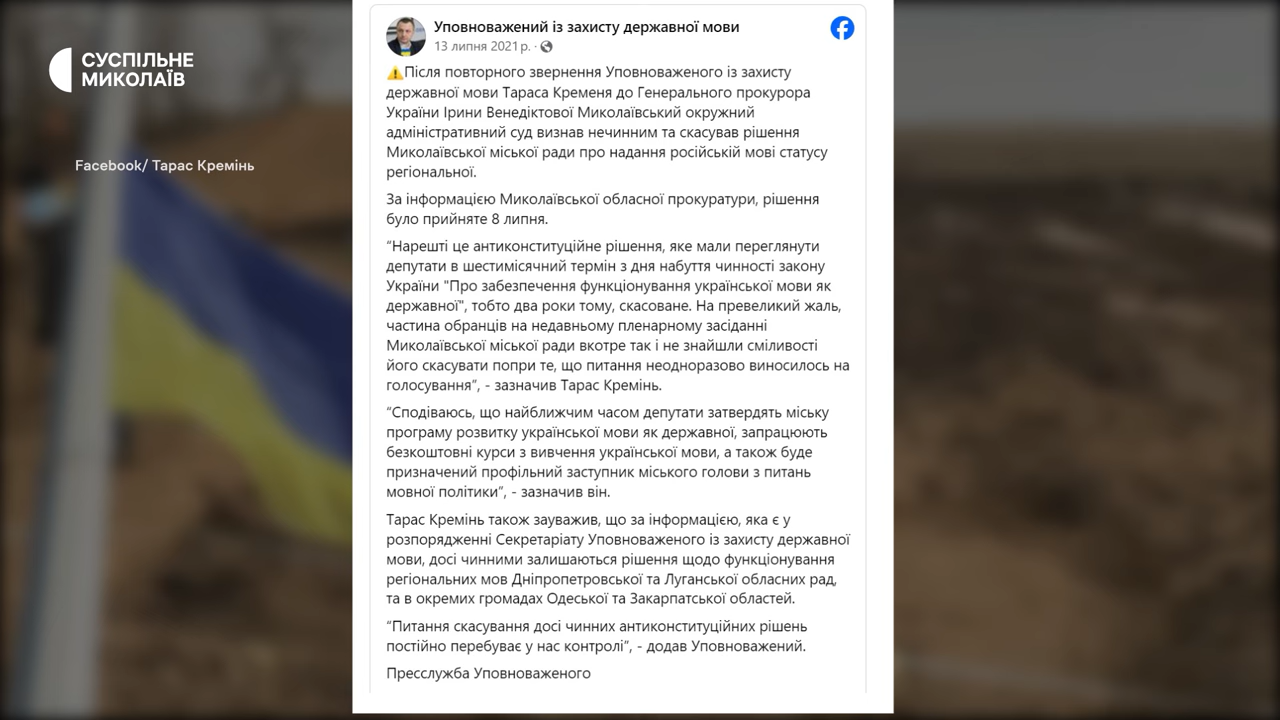 СУСПІЛЬНЕ
МИКОЛАЇВ
Facebook/ Тарас Кремінь
Уповноважений із захисту державної мови
13 липня 2021 р. ·
⚠️Після повторного звернення Уповноваженого із захисту
державної мови Тараса Кременя до Генерального прокурора
України Ірини Венедіктової Миколаївський окружний
адміністративний суд визнав нечинним та скасував рішення
Миколаївської міської ради про надання російській мові статусу
регіональної.
За інформацією Миколаївської обласної прокуратури, рішення
було прийняте 8 липня.
“Нарешті це антиконституційне рішення, яке мали переглянути
депутати в шестимісячний термін з дня набуття чинності закону
України "Про забезпечення функціонування української мови як
державної", тобто два роки тому, скасоване. На превеликий жаль,
частина обранців на недавньому пленарному засіданні
Миколаївської міської ради вкотре так і не знайшли сміливості
його скасувати попри те, що питання неодноразово виносилось на
голосування”, - зазначив Тарас Кремінь.
“Сподіваюсь, що найближчим часом депутати затвердять міську
програму розвитку української мови як державної, запрацюють
безкоштовні курси з вивчення української мови, а також буде
призначений профільний заступник міського голови з питань
мовної політики”, - зазначив він.
Тарас Кремінь також зауважив, що за інформацією, яка є у
розпорядженні Секретаріату Уповноваженого із захисту державної
мови, досі чинними залишаються рішення щодо функціонування
регіональних мов Дніпропетровської та Луганської обласних рад,
та в окремих громадах Одеської та Закарпатської областей.
“Питання скасування досі чинних антиконституційних рішень
постійно перебуває у нас контролі”, - додав Уповноважений.
Пресслужба Уповноваженого